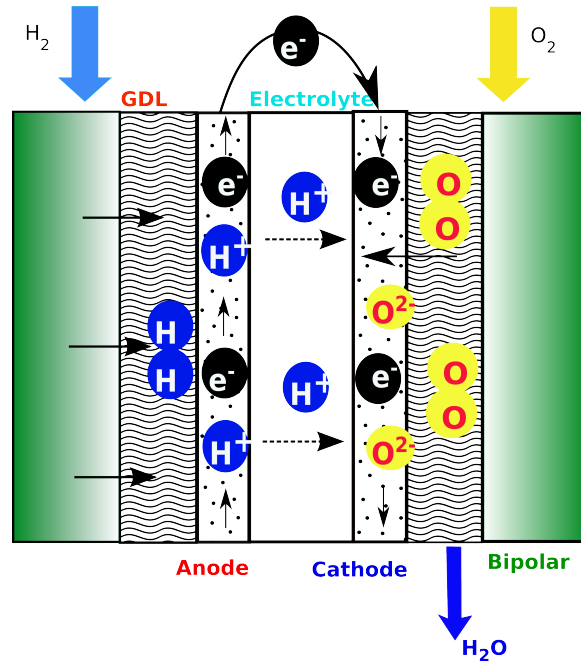 e-
H2
O2
GDL
Electrolyte
e-
H+
e-
O
O
H+
O2-
H
H
e-
H+
e-
O
O
H+
O2-
Anode
Cathode
Bipolar
H2O